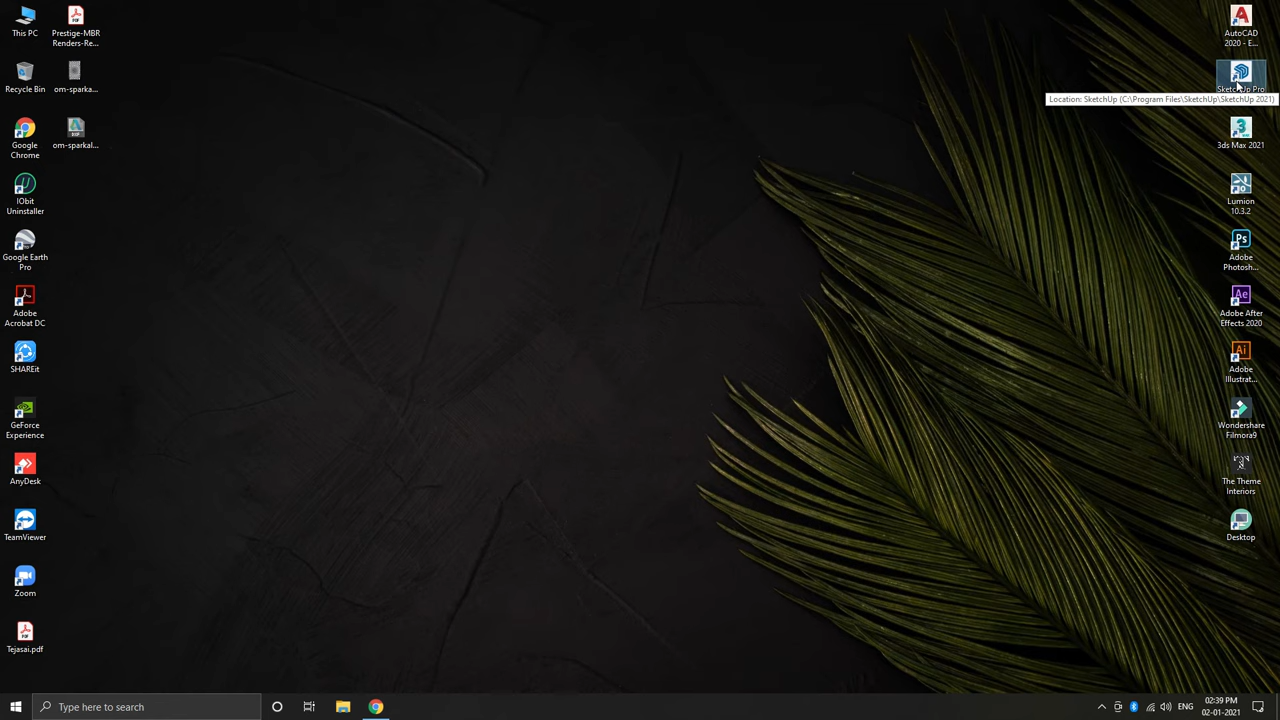 This PC
Prestige-MBR
Renders-Re...
Recycle Bin
om-sparka...
Google
Chrome
om-sparkal...
IObit
Uninstaller
Google Earth
Pro
Adobe
Acrobat DC
SHAREit
GeForce
Experience
AnyDesk
TeamViewer
Zoom
Tejasai.pdf
AutoCAD
2020 - E...
SketchUp Pro
Location: SketchUp (C:\Program Files\SketchUp\SketchUp 2021)
3ds Max 2021
Lumion
10.3.2
Adobe
Photosh...
Adobe After
Effects 2020
Adobe
Illustrat...
Wondershare
Filmora9
The Theme
Interiors
Desktop
Type here to search
ENG
02:39 PM
02-01-2021